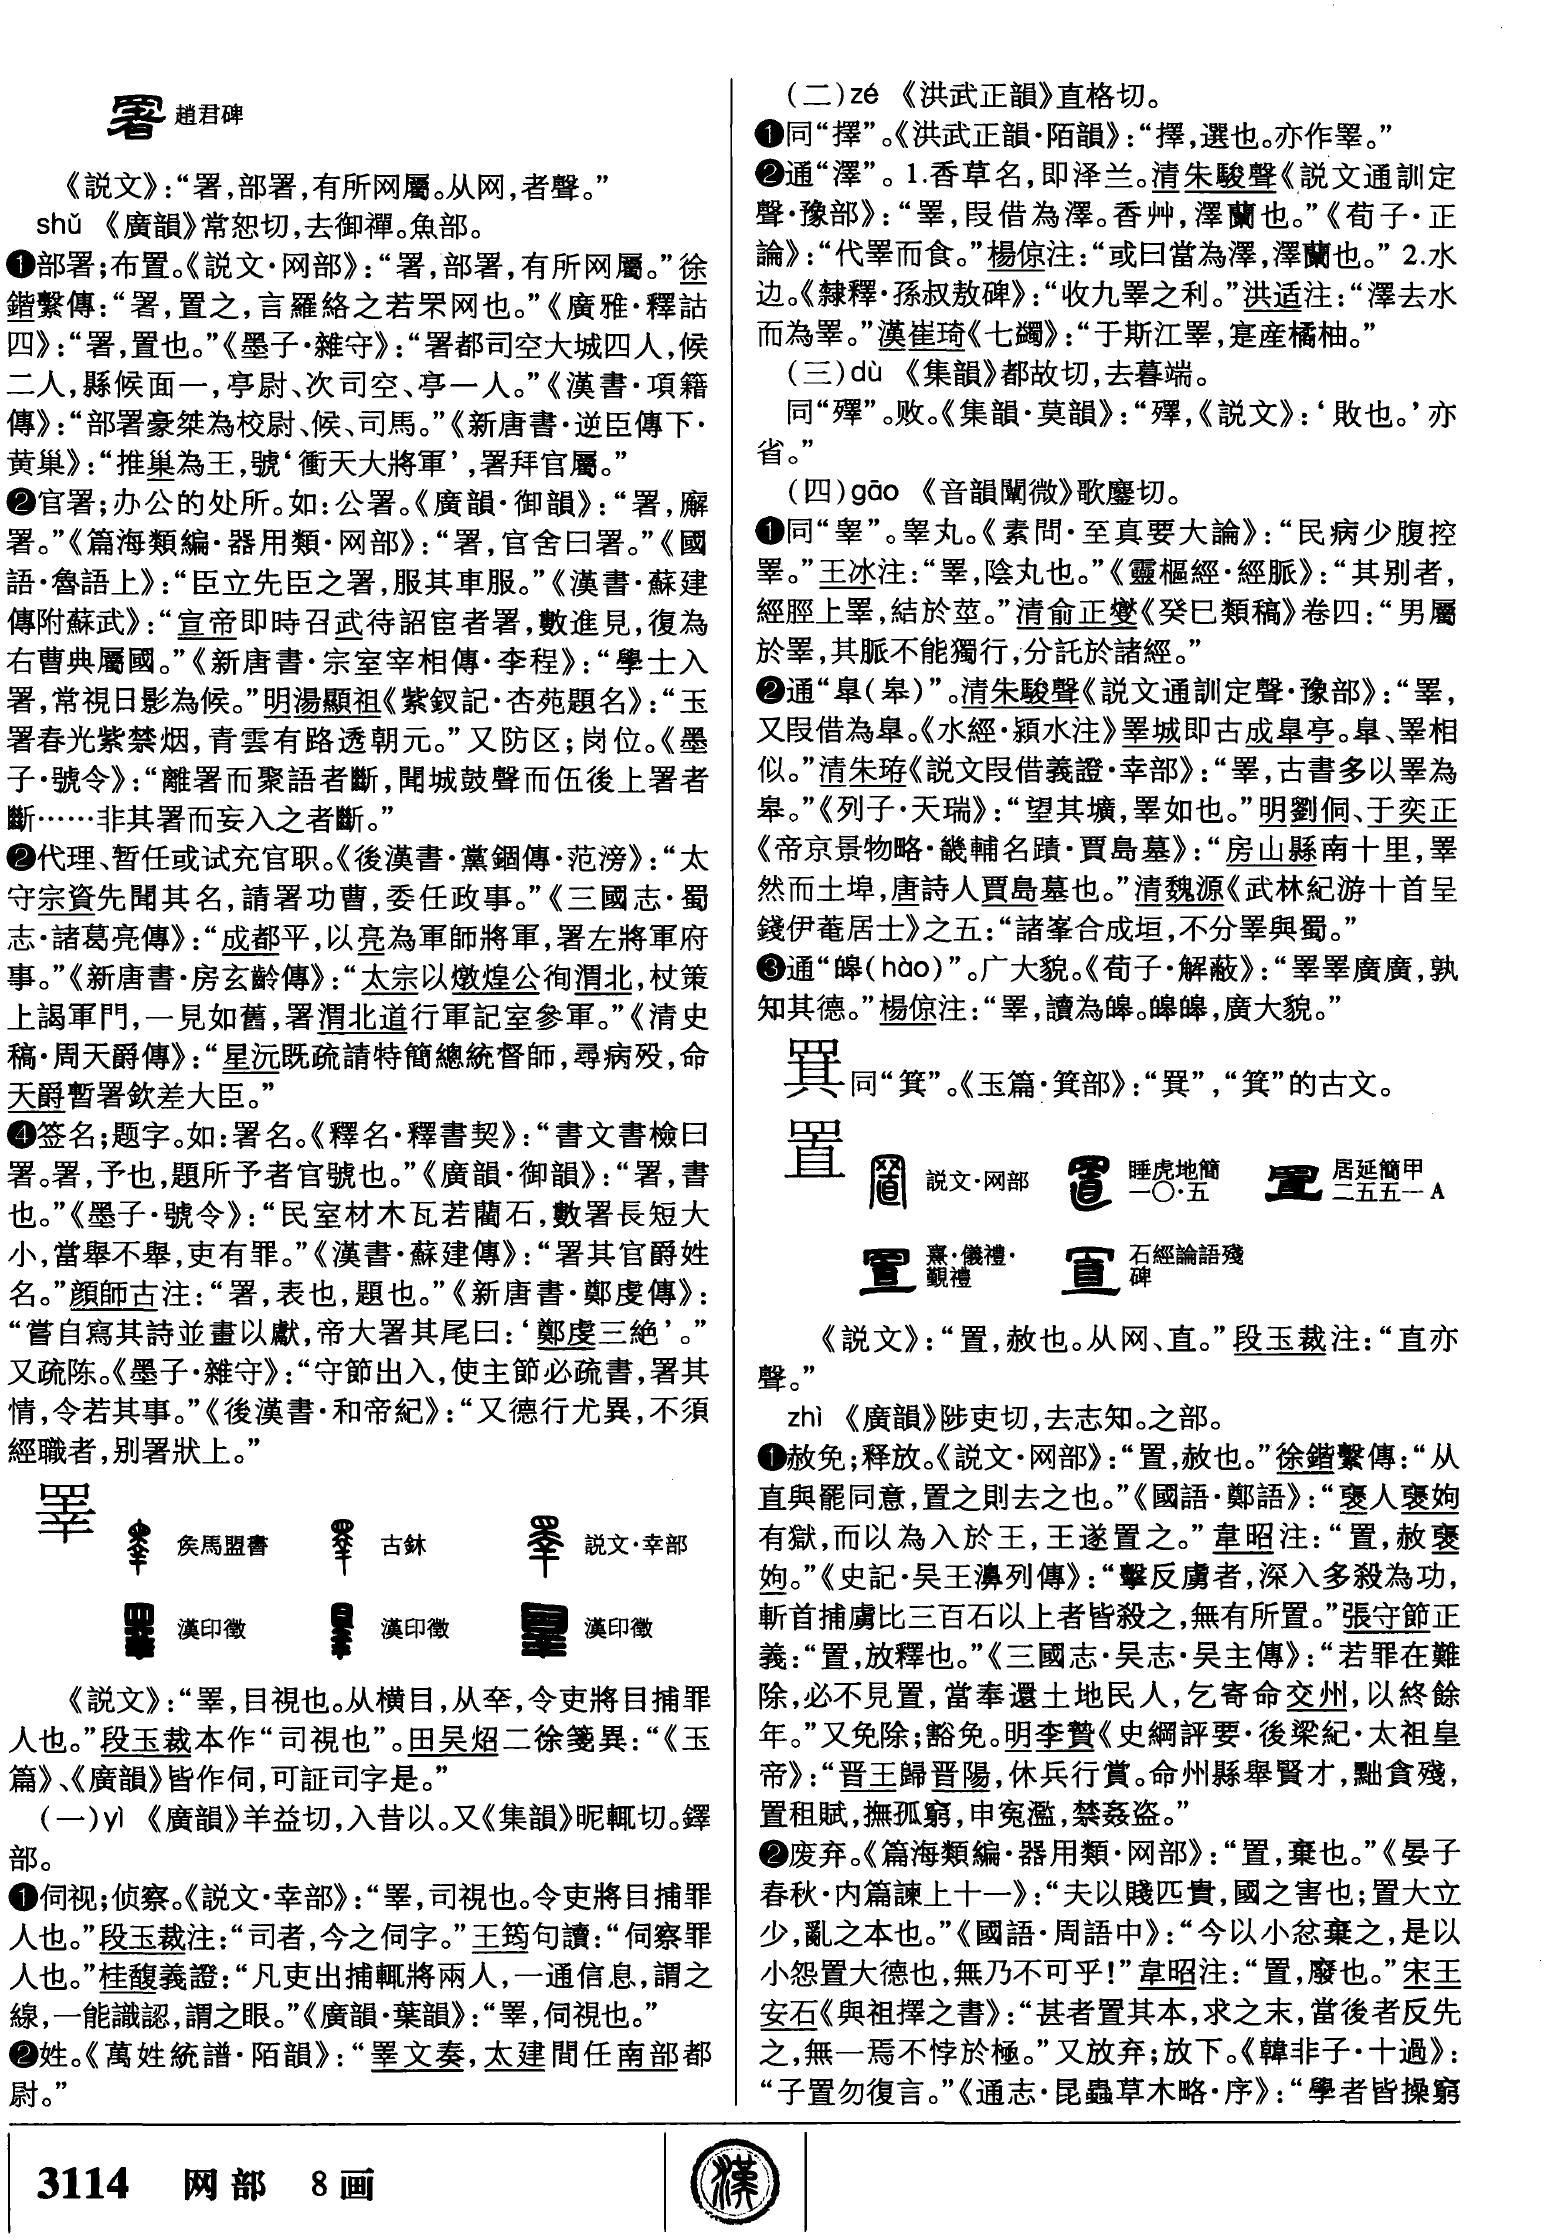 趙君碑
《説文》：“署，部署，有所网屬。从网，者聲。”
shǔ 《廣韻》常恕切，去御禪。魚部。
❶部署；布置。《説文·网部》：“署，部署，有所网屬。”徐
鍇繫傳：“署，置之，言羅絡之若罘网也。”《廣雅·釋詁
四》：“署，置也。”《墨子·雜守》：“署都司空大城四人，候
二人，縣候面一，亭尉、次司空、亭一人。”《漢書·項籍
傳》：“部署豪桀為校尉、候、司馬。”《新唐書·逆臣傳下·
黄巢》：“推巢為王，號‘衝天大將軍’，署拜官屬。”
❷官署；办公的处所。如：公署。《廣韻·御韻》：“署，廨
署。”《篇海類編·器用類·网部》：“署，官舍曰署。”《國
語·魯語上》：“臣立先臣之署，服其車服。”《漢書·蘇建
傳附蘇武》：“宣帝即時召武待詔宦者署，數進見，復為
右曹典屬國。”《新唐書·宗室宰相傳·李程》：“學士入
署，常視日影為候。”明湯顯祖《紫釵記·杏苑題名》：“玉
署春光紫禁烟，青雲有路透朝元。”又防区；岗位。《墨
子·號令》：“離署而聚語者斷，聞城鼓聲而伍後上署者
斷……非其署而妄入之者斷。”
❷代理、暂任或试充官职。《後漢書·黨錮傳·范滂》：“太
守宗資先聞其名，請署功曹，委任政事。”《三國志·蜀
志·諸葛亮傳》：“成都平，以亮為軍師將軍，署左將軍府
事。”《新唐書·房玄齡傳》：“太宗以燉煌公徇渭北，杖策
上謁軍門，一見如舊，署渭北道行軍記室參軍。”《清史
稿·周天爵傳》：“星沅既疏請特簡總統督師，尋病殁，命
天爵暫署欽差大臣。”
❹签名；题字。如：署名。《釋名·釋書契》：“書文書檢曰
署。署，予也，題所予者官號也。”《廣韻·御韻》：“署，書
也。”《墨子·號令》：“民室材木瓦若藺石，數署長短大
小，當舉不舉，吏有罪。”《漢書·蘇建傳》：“署其官爵姓
名。”顔師古注：“署，表也，題也。”《新唐書·鄭虔傳》：
“嘗自寫其詩並畫以獻，帝大署其尾曰：‘鄭虔三絶’。”
又疏陈。《墨子·雜守》：“守節出入，使主節必疏書，署其
情，令若其事。”《後漢書·和帝紀》：“又德行尤異，不須
經職者，别署狀上。”
睪
侯馬盟書 古鉥 説文·幸部
漢印徵 漢印徵 漢印徵
《説文》：“睪，目視也。从横目，从㚔，令吏將目捕罪
人也。”段玉裁本作“司視也”。田吴炤二徐箋異：“《玉
篇》、《廣韻》皆作伺，可証司字是。”
（一）yì 《廣韻》羊益切，入昔以。又《集韻》昵輒切。鐸
部。
❶伺视；侦察。《説文·幸部》：“睪，司視也。令吏將目捕罪
人也。”段玉裁注：“司者，今之伺字。”王筠句讀：“伺察罪
人也。”桂馥義證：“凡吏出捕輒將兩人，一通信息，謂之
線，一能識認，謂之眼。”《廣韻·葉韻》：“睪，伺視也。”
❷姓。《萬姓統譜·陌韻》：“睪文奏，太建間任南部都
尉。”
（二）zé 《洪武正韻》直格切。
❶同“擇”。《洪武正韻·陌韻》：“擇，選也。亦作睪。”
❷通“澤”。1.香草名，即泽兰。清朱駿聲《説文通訓定
聲·豫部》：“睪，叚借為澤。香艸，澤蘭也。”《荀子·正
論》：“代睪而食。”楊倞注：“或曰當為澤，澤蘭也。” 2.水
边。《隸釋·孫叔敖碑》：“收九睪之利。”洪适注：“澤去水
而為睪。”漢崔琦《七蠲》：“于斯江睪，寔産橘柚。”
（三）dù 《集韻》都故切，去暮端。
同“殬”。败。《集韻·莫韻》：“殬，《説文》：‘敗也。’亦
省。”
（四）gāo 《音韻闡微》歌鏖切。
❶同“睾”。睾丸。《素問·至真要大論》：“民病少腹控
睪。”王冰注：“睪，陰丸也。”《靈樞經·經脈》：“其别者，
經脛上睪，結於莖。”清俞正燮《癸巳類稿》卷四：“男屬
於睪，其脈不能獨行，分託於諸經。”
❷通“臯（皋）”。清朱駿聲《説文通訓定聲·豫部》：“睪，
又叚借為臯。《水經·潁水注》睪城即古成臯亭。臯、睪相
似。”清朱珔《説文叚借義證·幸部》：“睪，古書多以睪為
皋。”《列子·天瑞》：“望其壙，睪如也。”明劉侗、于奕正
《帝京景物略·畿輔名蹟·賈島墓》：“房山縣南十里，睪
然而土埠，唐詩人賈島墓也。”清魏源《武林紀游十首呈
錢伊菴居士》之五：“諸峯合成垣，不分睪與蜀。”
❸通“皞（hào）”。广大貌。《荀子·解蔽》：“睪睪廣廣，孰
知其德。”楊倞注：“睪，讀為皞。皞皞，廣大貌。”
同“箕”。《玉篇·箕部》：“
置
説文·网部 睡虎地簡一〇·五 居延簡甲二五五一 A
熹·儀禮·覲禮 石經論語殘碑
《説文》：“置，赦也。从网、直。”段玉裁注：“直亦
聲。”
zhì 《廣韻》陟吏切，去志知。之部。
❶赦免；释放。《説文·网部》：“置，赦也。”徐鍇繫傳：“从
直與罷同意，置之則去之也。”《國語·鄭語》：“褒人褒姁
有獄，而以為入於王，王遂置之。”韋昭注：“置，赦褒
姁。”《史記·吴王濞列傳》：“擊反虜者，深入多殺為功，
斬首捕虜比三百石以上者皆殺之，無有所置。”張守節正
義：“置，放釋也。”《三國志·吴志·吴主傳》：“若罪在難
除，必不見置，當奉還土地民人，乞寄命交州，以終餘
年。”又免除；豁免。明李贄《史綱評要·後梁紀·太祖皇
帝》：“晋王歸晋陽，休兵行賞。命州縣舉賢才，黜貪殘，
置租賦，撫孤窮，申寃濫，禁姦盗。”
❷废弃。《篇海類編·器用類·网部》：“置，棄也。”《晏子
春秋·内篇諫上十一》：“夫以賤匹貴，國之害也；置大立
少，亂之本也。”《國語·周語中》：“今以小忿棄之，是以
小怨置大德也，無乃不可乎！”韋昭注：“置，廢也。”宋王
安石《與祖擇之書》：“甚者置其本，求之末，當後者反先
之，無一焉不悖於極。”又放弃；放下。《韓非子·十過》：
“子置勿復言。”《通志·昆蟲草木略·序》：“學者皆操窮
3114 网部 8画
漢